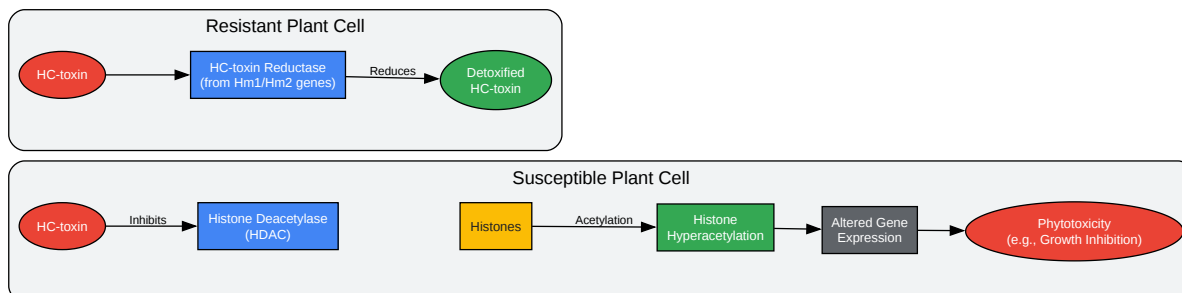 Resistant Plant Cell
HC-toxin
HC-toxin Reductase
(from Hm1/Hm2 genes)
Reduces
Detoxified
HC-toxin
Susceptible Plant Cell
HC-toxin
Inhibits
Histone Deacetylase
(HDAC)
Histones
Acetylation
Histone
Hyperacetylation
Altered Gene
Expression
Phytotoxicity
(e.g., Growth Inhibition)